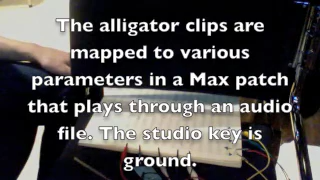 The alligator clips are
mapped to various
parameters in a Max patch
that plays through an audio
file. The studio key is
ground.